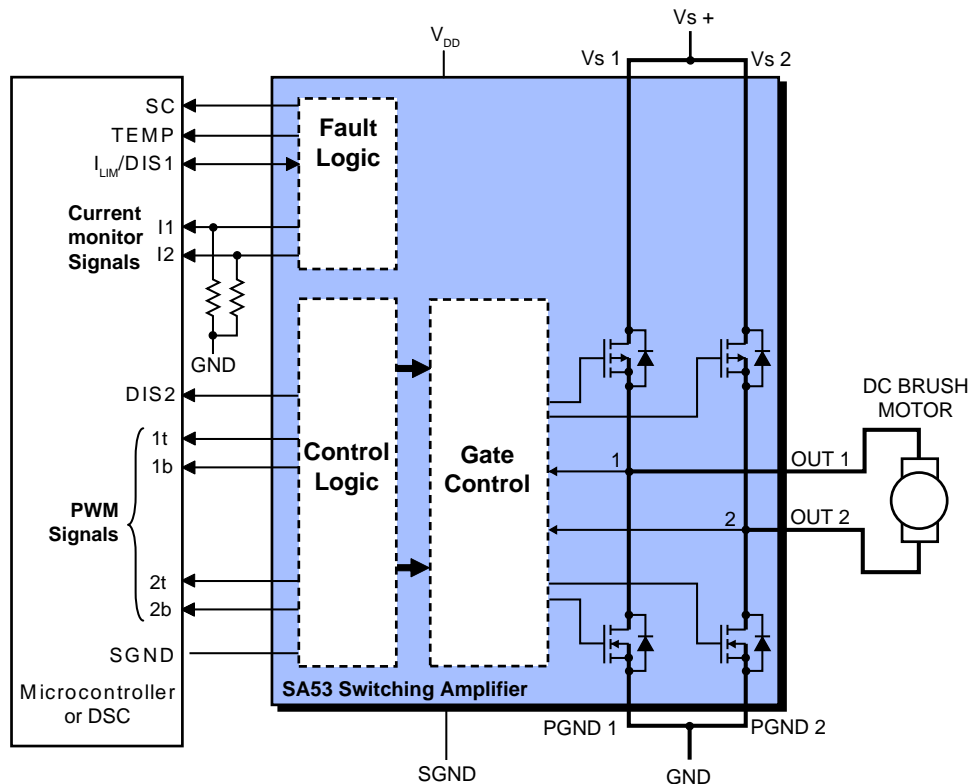 Vs +
V_DD
Vs 1
Vs 2
SC
TEMP
I_LIM/DIS1
Current
monitor
Signals
I1
I2
GND
DIS2
1t
1b
PWM
Signals
2t
2b
SGND
Microcontroller
or DSC
Fault
Logic
Control
Logic
Gate
Control
1
2
OUT 1
OUT 2
DC BRUSH
MOTOR
SA53 Switching Amplifier
PGND 1
PGND 2
SGND
GND